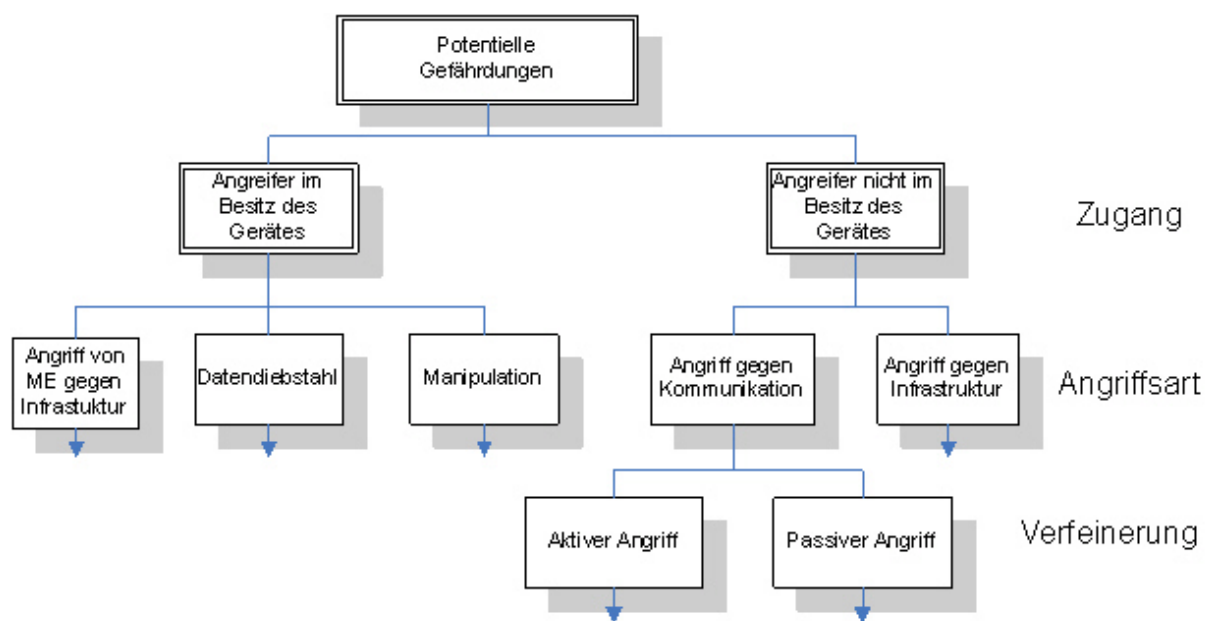 Potentielle
Gefährdungen
Angreifer im
Besitz des
Gerätes
Angreifer nicht im
Besitz des
Gerätes
Zugang
Angriff von
ME gegen
Infrastuktur
Datendiebstahl
Manipulation
Angriff gegen
Kommunikation
Angriff gegen
Infrastruktur
Angriffsart
Aktiver Angriff
Passiver Angriff
Verfeinerung